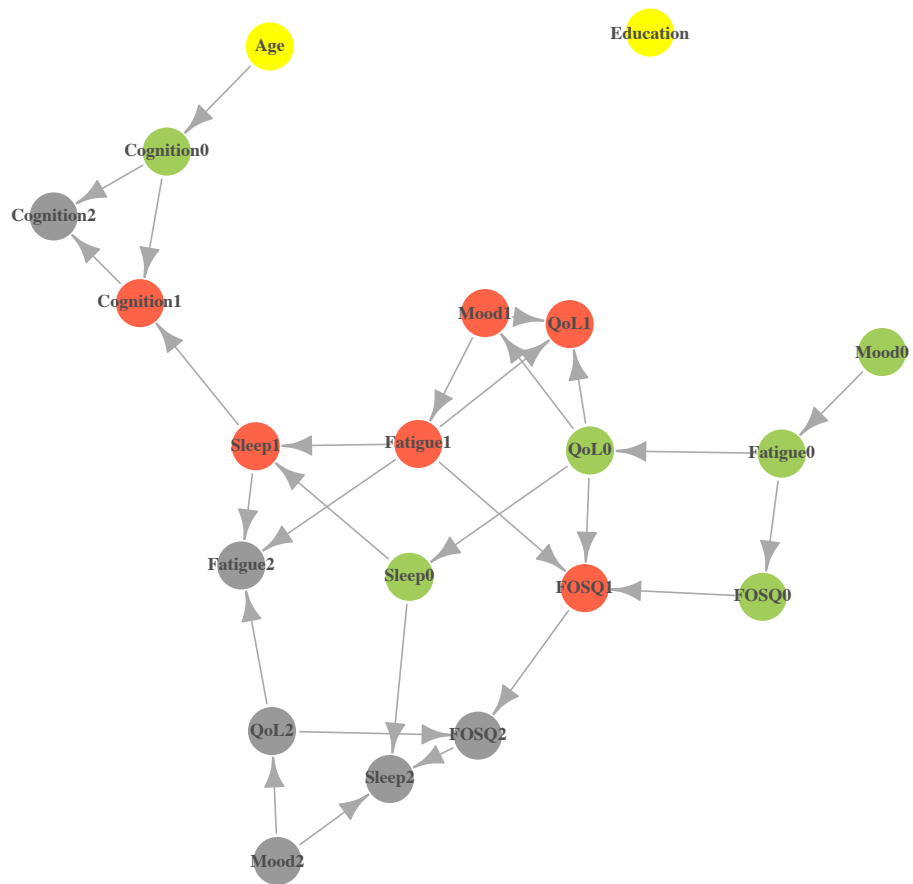 Education
Age
Cognition0
Cognition2
Cognition1
Mood1
QoL1
Mood0
Sleep1
Fatigue1
QoL0
Fatigue0
Fatigue2
Sleep0
FOSQ1
FOSQ0
QoL2
FOSQ2
Sleep2
Mood2